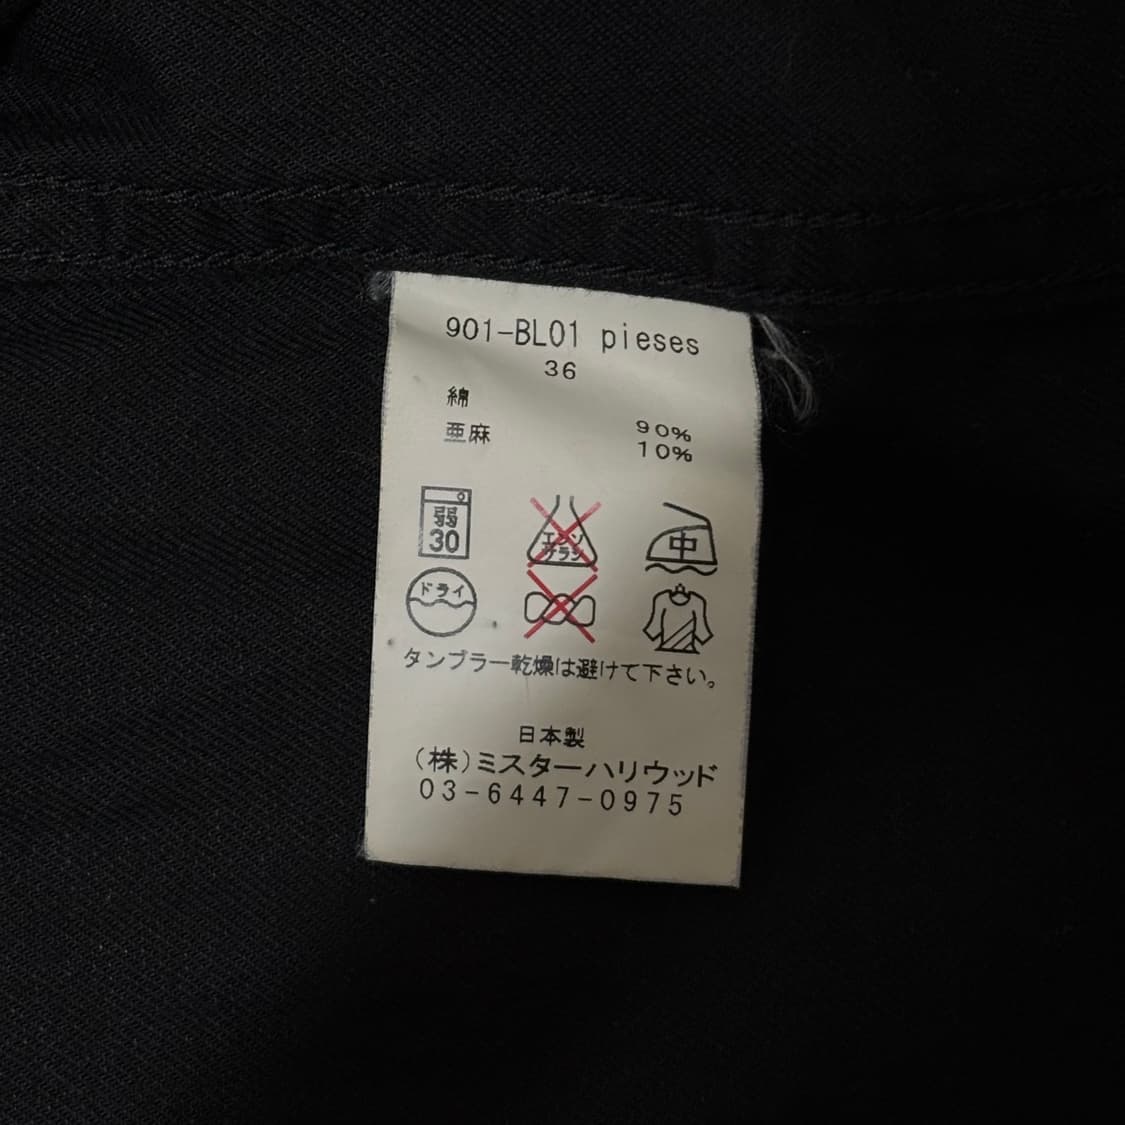 901-BL01 pieses
36
綿 90%
亜麻 10%
弱
30
エンソ
サラシ
中
ドライ
タンブラー乾燥は避けて下さい。
日本製
(株)ミスターハリウッド
03-6447-0975